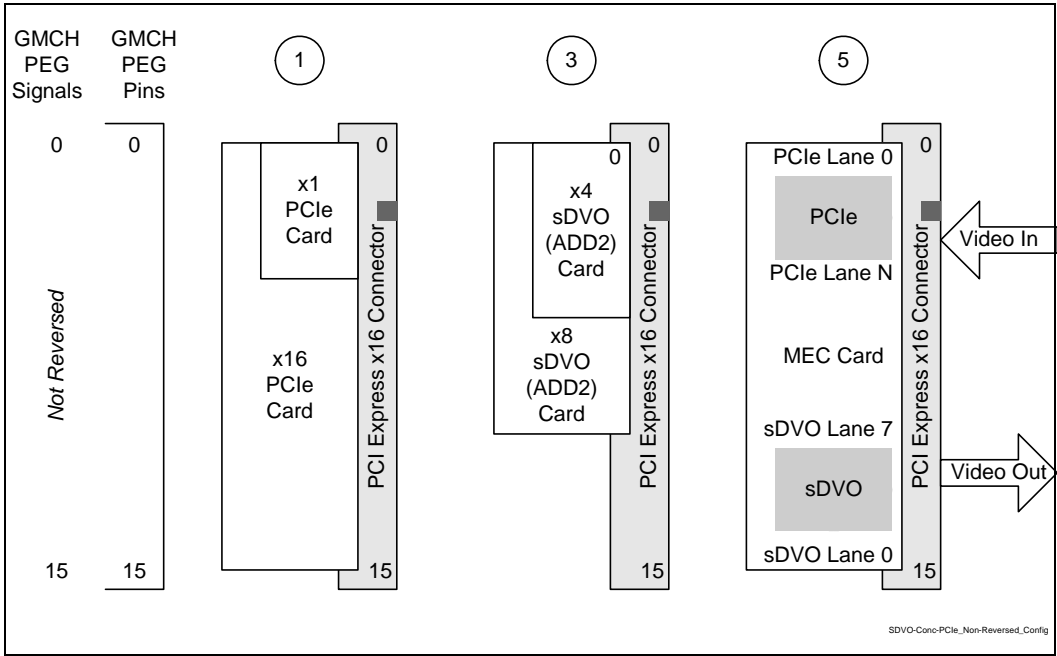 GMCH
PEG
Signals
GMCH
PEG
Pins
1
3
5
0
0
0
x1
PCIe
Card
x16
PCIe
Card
PCI Express x16 Connector
15
0
0
x4
sDVO
(ADD2)
Card
x8
sDVO
(ADD2)
Card
PCI Express x16 Connector
15
PCIe Lane 0
0
PCIe
PCIe Lane N
MEC Card
sDVO Lane 7
sDVO
sDVO Lane 0
PCI Express x16 Connector
15
Video In
Video Out
Not Reversed
15
15
SDVO-Conc-PCIe_Non-Reversed_Config